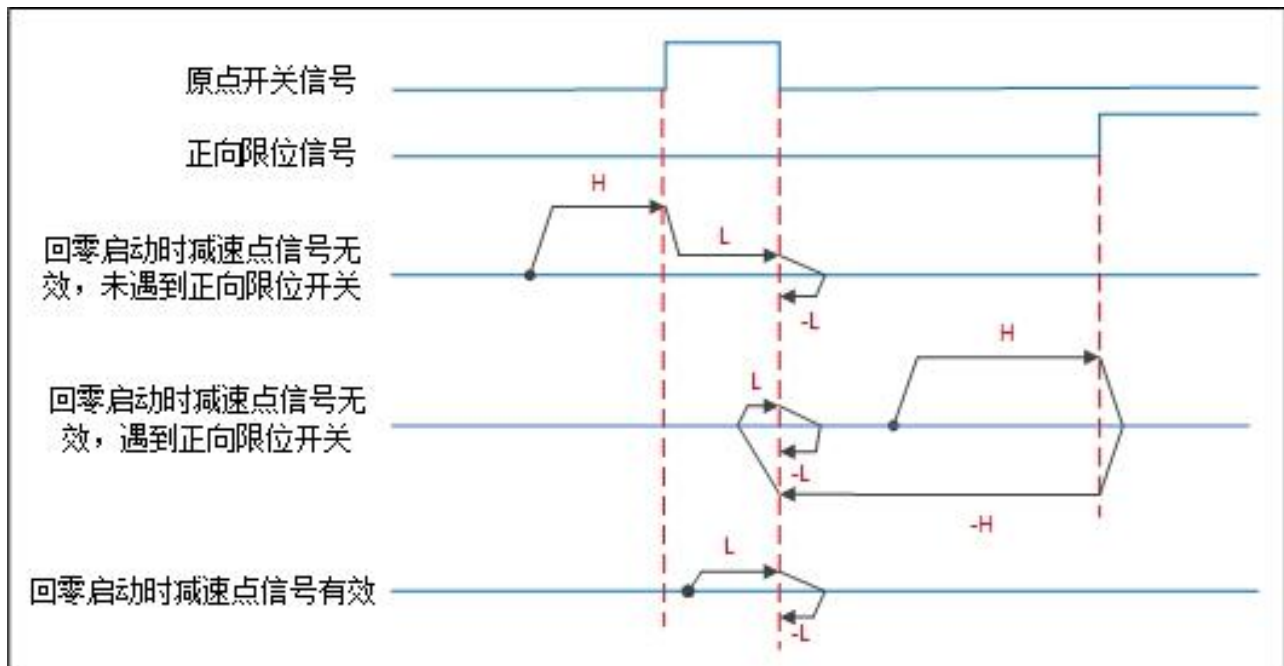 原点开关信号
正向限位信号
H
L
回零启动时减速点信号无
效，未遇到正向限位开关
-L
H
L
回零启动时减速点信号无
效，遇到正向限位开关
-L
-H
L
回零启动时减速点信号有效
-L